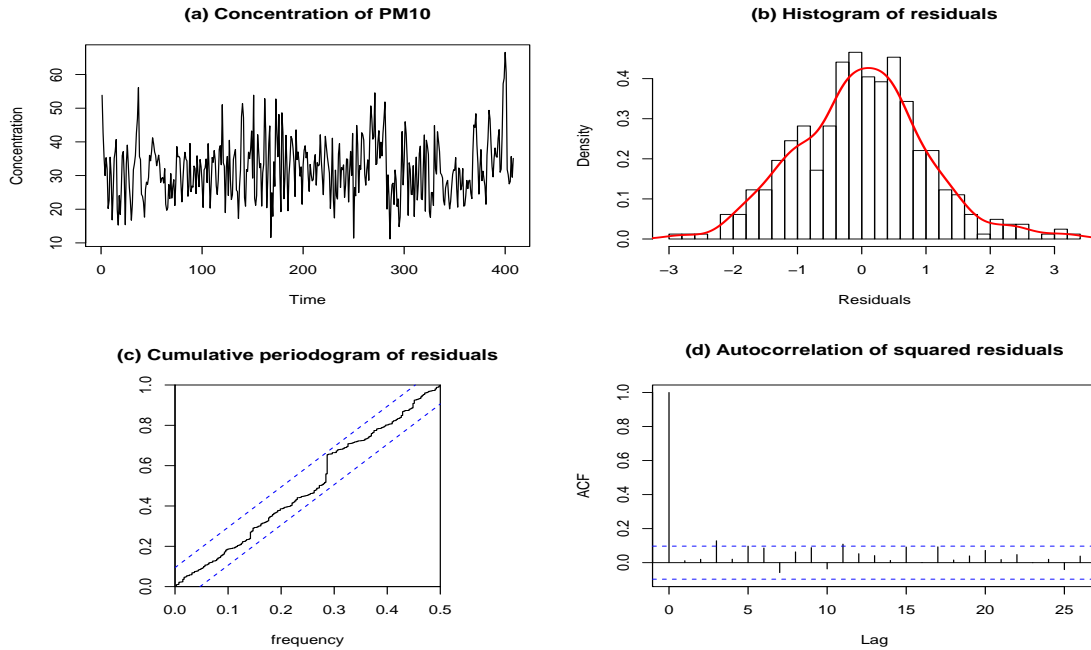 (a) Concentration of PM10
Concentration
10 20 30 40 50 60
0 100 200 300 400
Time
(b) Histogram of residuals
Density
0.0 0.1 0.2 0.3 0.4
−3 −2 −1 0 1 2 3
Residuals
(c) Cumulative periodogram of residuals
0.0 0.2 0.4 0.6 0.8 1.0
0.0 0.1 0.2 0.3 0.4 0.5
frequency
(d) Autocorrelation of squared residuals
ACF
0.0 0.2 0.4 0.6 0.8 1.0
0 5 10 15 20 25
Lag